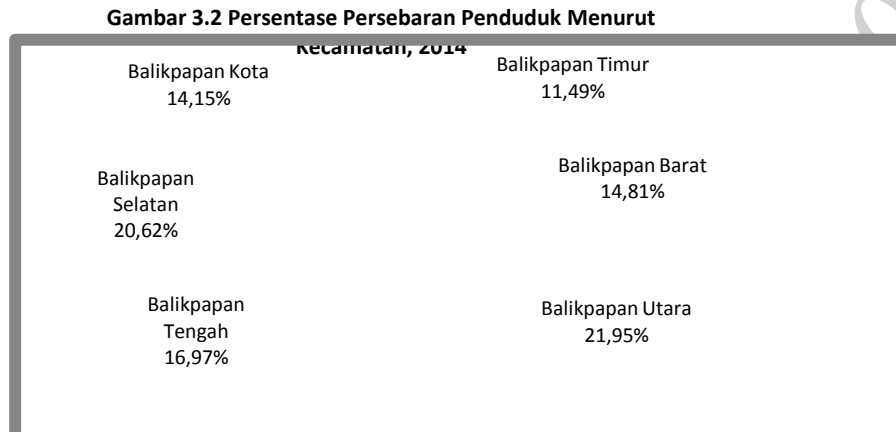 Gambar 3.2 Persentase Persebaran Penduduk Menurut
Kecamatan, 2014
Balikpapan Kota
14,15%
Balikpapan Timur
11,49%
Balikpapan Barat
14,81%
Balikpapan
Selatan
20,62%
Balikpapan
Tengah
16,97%
Balikpapan Utara
21,95%